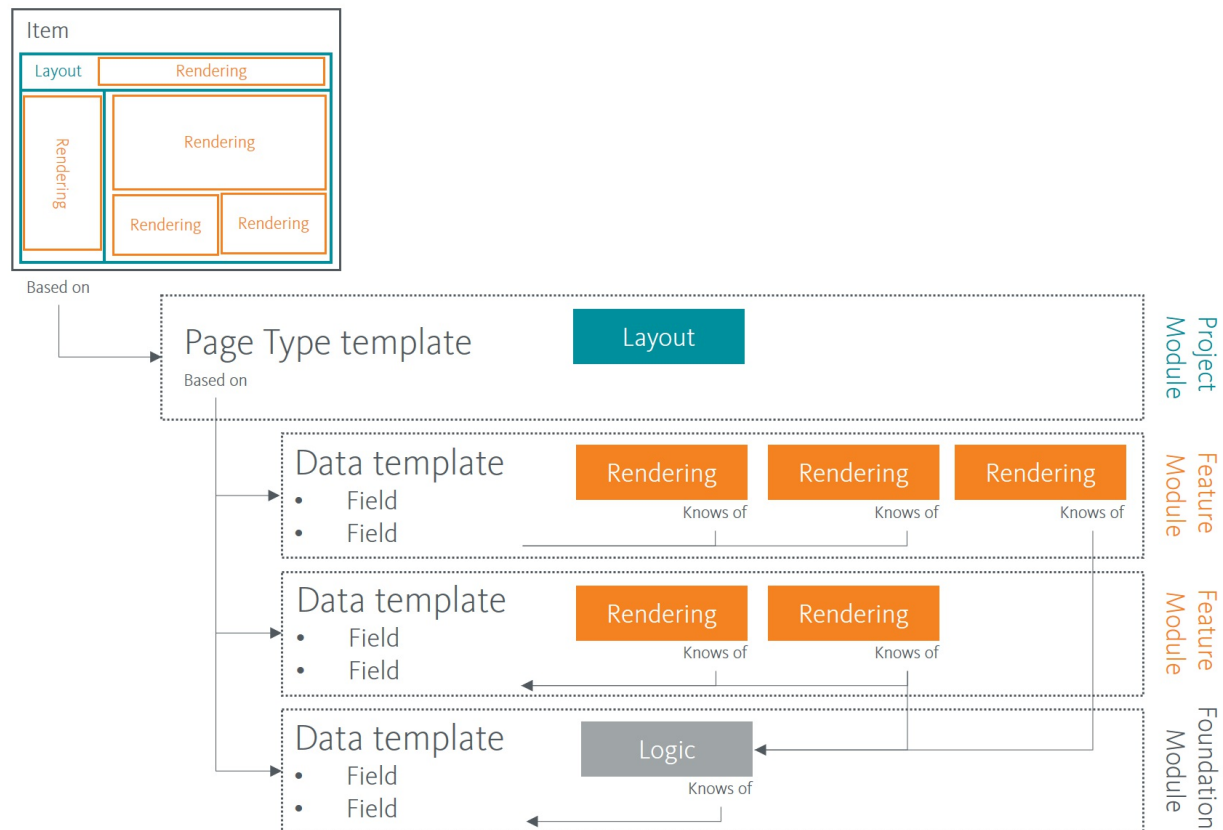 Item
Layout
Rendering
Rendering
Rendering
Rendering
Rendering
Based on
Page Type template
Layout
Based on
Project
Module
Data template
• Field
• Field
Rendering
Rendering
Rendering
Knows of
Knows of
Knows of
Feature
Module
Data template
• Field
• Field
Rendering
Rendering
Knows of
Knows of
Feature
Module
Data template
• Field
• Field
Logic
Knows of
Foundation
Module